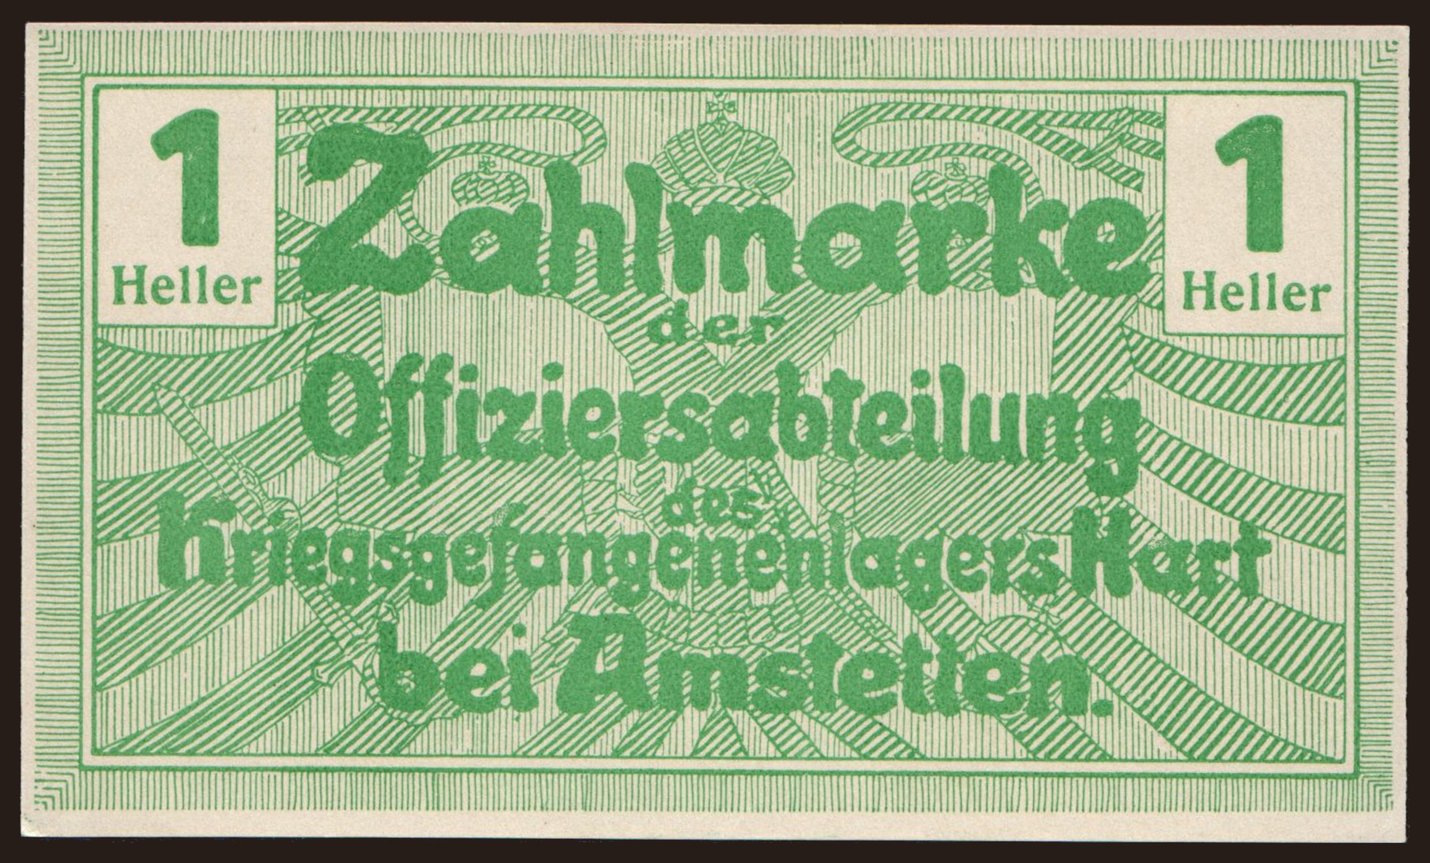 1
Heller
1
Heller
Zahlmarke
der
Offiziersabteilung
des
Kriegsgefangenenlagers Hart
bei Amstetten.